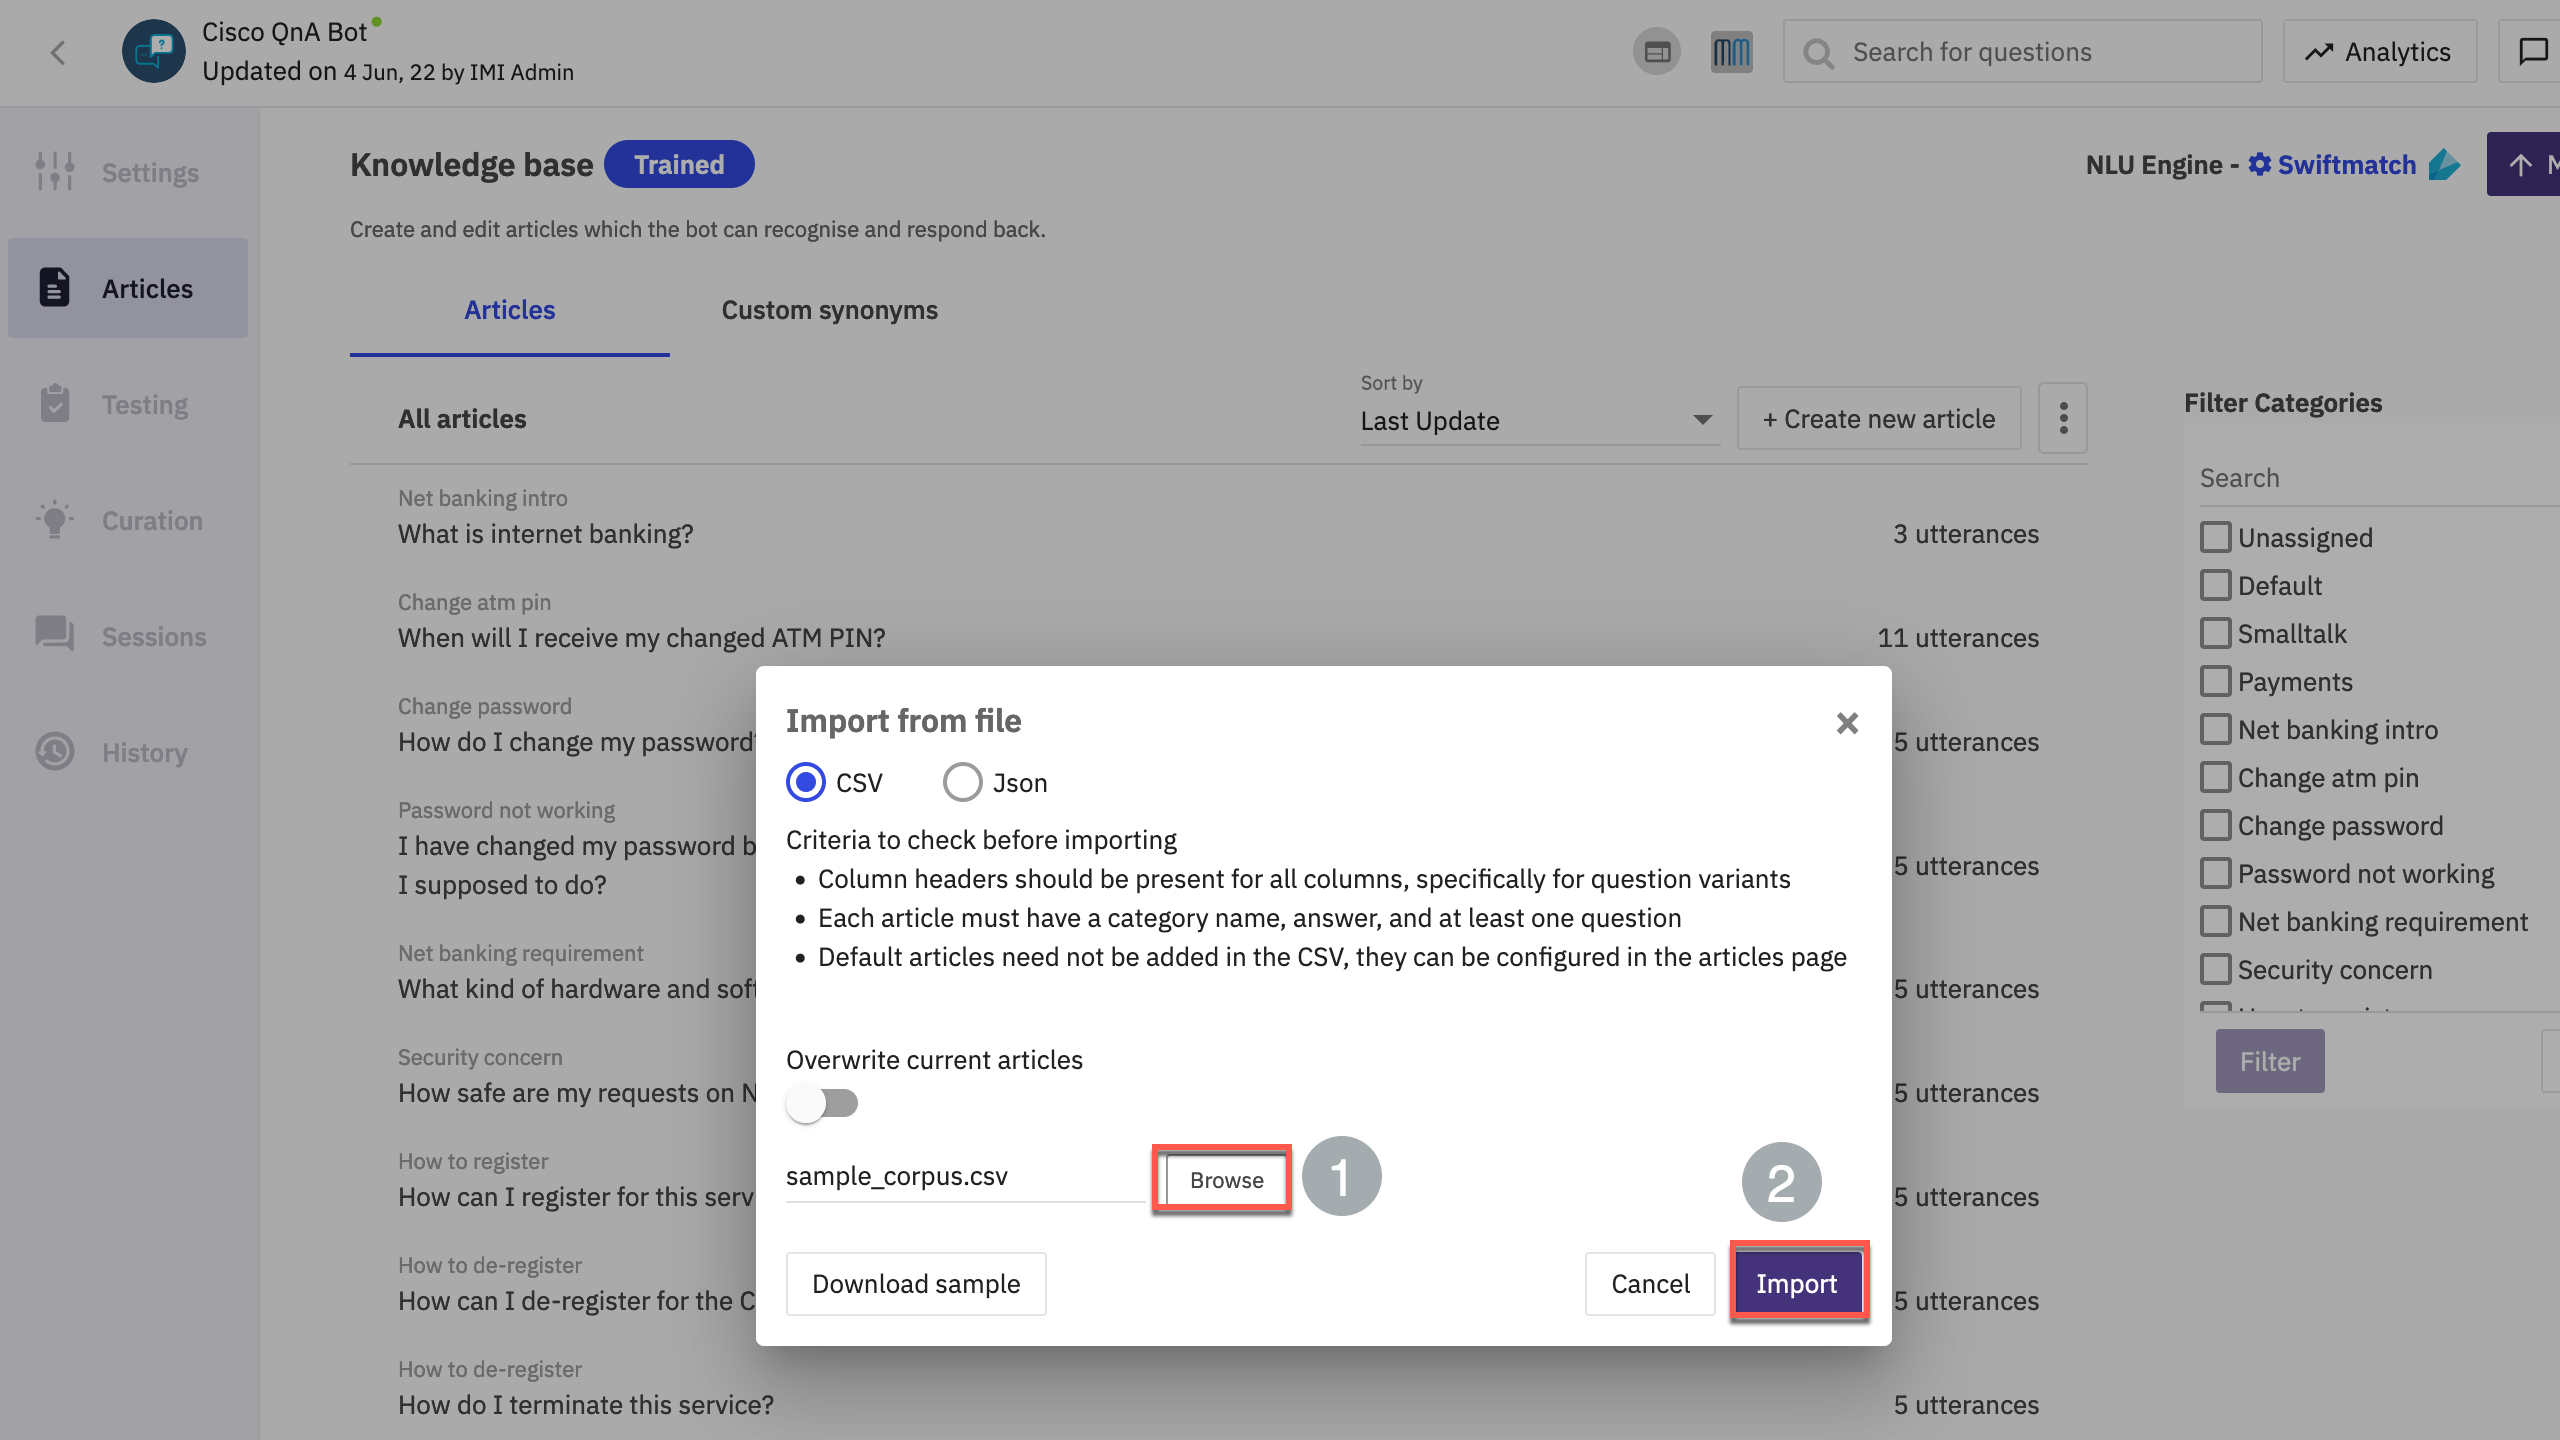 Cisco QnA Bot
Updated on 4 Jun, 22 by IMI Admin
Search for questions
Analytics
Settings
Articles
Testing
Curation
Sessions
History
Knowledge base Trained
NLU Engine - Swiftmatch
M
Create and edit articles which the bot can recognise and respond back.
Articles
Custom synonyms
All articles
Sort by
Last Update
+ Create new article
Net banking intro
What is internet banking?
3 utterances
Change atm pin
When will I receive my changed ATM PIN?
11 utterances
Change password
How do I change my password?
5 utterances
Password not working
I have changed my password b
I supposed to do?
5 utterances
Net banking requirement
What kind of hardware and soft
5 utterances
Security concern
How safe are my requests on N
5 utterances
How to register
How can I register for this serv
5 utterances
How to de-register
How can I de-register for the C
5 utterances
How to de-register
How do I terminate this service?
5 utterances
Filter Categories
Search
Unassigned
Default
Smalltalk
Payments
Net banking intro
Change atm pin
Change password
Password not working
Net banking requirement
Security concern
Filter
Import from file
CSV
Json
Criteria to check before importing
• Column headers should be present for all columns, specifically for question variants
• Each article must have a category name, answer, and at least one question
• Default articles need not be added in the CSV, they can be configured in the articles page
Overwrite current articles
sample_corpus.csv
Browse
1
2
Download sample
Cancel
Import